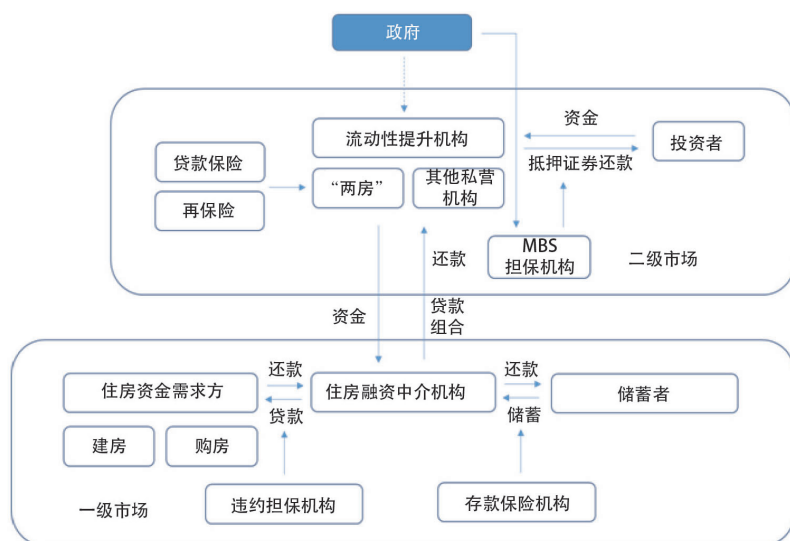 政府
流动性提升机构
资金
投资者
贷款保险
再保险
“两房”
其他私营
机构
抵押证券还款
MBS
担保机构
二级市场
还款
资金
贷款
组合
住房资金需求方
还款
贷款
住房融资中介机构
还款
储蓄
储蓄者
建房
购房
一级市场
违约担保机构
存款保险机构